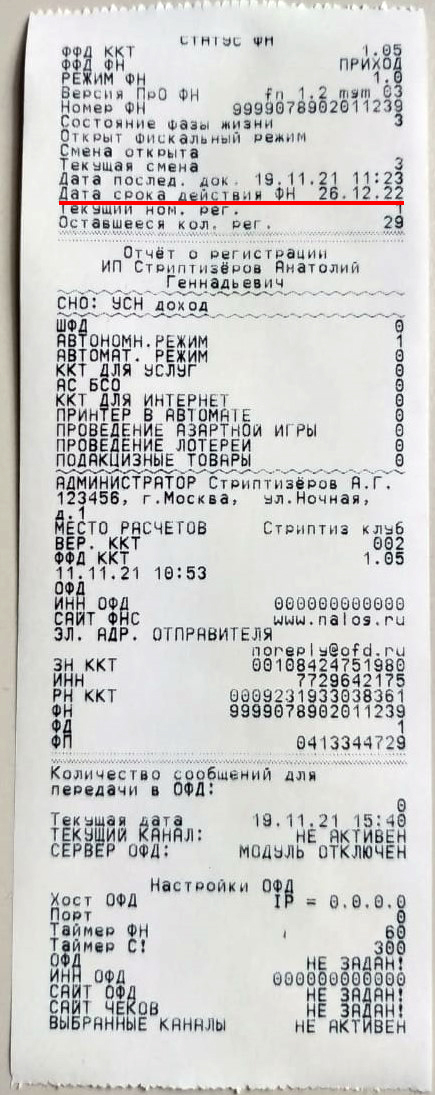 СТАТУС ФН
ФФД ККТ 1.05
ФФД ФН ПРИХОД
РЕЖИМ ФН 1.0
Версия ПрО ФН fn 1.2 mgm 03
Номер ФН 9999078902011239
Состояние фазы жизни 3
Открыт фискальный режим
Смена открыта
Текущая смена 3
Дата послед. док. 19.11.21 11:23
Дата срока действия ФН 26.12.22
Текущий ном. рег. 1
Оставшееся кол. рег. 29
Отчёт о регистрации
ИП Стриптизёров Анатолий
Геннадьевич
СНО: УСН доход
ШФД 0
АВТОНОМН.РЕЖИМ 1
АВТОМАТ. РЕЖИМ 0
ККТ ДЛЯ УСЛУГ 0
АС БСО 0
ККТ ДЛЯ ИНТЕРНЕТ 0
ПРИНТЕР В АВТОМАТЕ 0
ПРОВЕДЕНИЕ АЗАРТНОЙ ИГРЫ 0
ПРОВЕДЕНИЕ ЛОТЕРЕИ 0
ПОДАКЦИЗНЫЕ ТОВАРЫ 0
АДМИНИСТРАТОР Стриптизёров А.Г.
123456, г.Москва, ул.Ночная,
д.1
МЕСТО РАСЧЕТОВ Стриптиз клуб
ВЕР. ККТ 002
ФФД ККТ 1.05
11.11.21 10:53
ОФД
ИНН ОФД 000000000000
САЙТ ФНС www.nalos.ru
ЭЛ. АДР. ОТПРАВИТЕЛЯ
noreply@ofd.ru
ЗН ККТ 00108424751980
ИНН 7729642175
РН ККТ 0009231933038361
ФН 9999078902011239
ФД 1
ФП 0413344729
Количество сообщений для
передачи в ОФД:
0
Текущая дата 19.11.21 15:40
ТЕКУЩИЙ КАНАЛ: НЕ АКТИВЕН
СЕРВЕР ОФД: МОДУЛЬ ОТКЛЮЧЕН
Настройки ОФД
Хост ОФД IP = 0.0.0.0
Порт 0
Таймер ФН 60
Таймер С! 300
ОФД НЕ ЗАДАН!
ИНН ОФД 000000000000
САЙТ ОФД НЕ ЗАДАН!
САЙТ ЧЕКОВ НЕ ЗАДАН!
ВЫБРАННЫЕ КАНАЛЫ НЕ АКТИВЕН